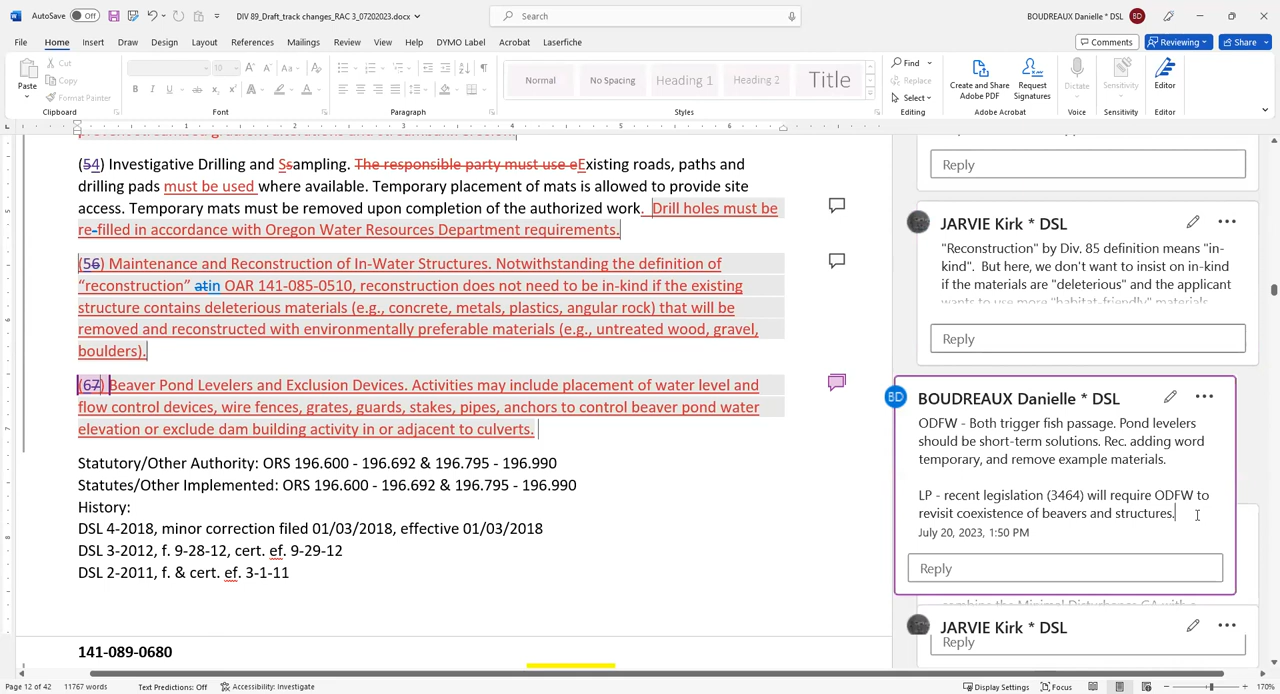 AutoSave Off DIV 89_Draft_track changes_RAC 3_07202023.docx Search BOUDREAUX Danielle * DSL BD
File Home Insert Draw Design Layout References Mailings Review View Help DYMO Label Acrobat Laserfiche Comments Reviewing Share
Paste Cut Copy Format Painter
10 Normal No Spacing Heading 1 Heading 2 Title
Find Replace Select Create and Share Adobe PDF Request Signatures Dictate Sensitivity Editor
Clipboard Font Paragraph Styles Editing Adobe Acrobat Voice Sensitivity Editor
(54) Investigative Drilling and Ssampling. The responsible party must use eExisting roads, paths and
drilling pads must be used where available. Temporary placement of mats is allowed to provide site
access. Temporary mats must be removed upon completion of the authorized work. Drill holes must be
re-filled in accordance with Oregon Water Resources Department requirements.
(56) Maintenance and Reconstruction of In-Water Structures. Notwithstanding the definition of
“reconstruction” atin OAR 141-085-0510, reconstruction does not need to be in-kind if the existing
structure contains deleterious materials (e.g., concrete, metals, plastics, angular rock) that will be
removed and reconstructed with environmentally preferable materials (e.g., untreated wood, gravel,
boulders).
(67) Beaver Pond Levelers and Exclusion Devices. Activities may include placement of water level and
flow control devices, wire fences, grates, guards, stakes, pipes, anchors to control beaver pond water
elevation or exclude dam building activity in or adjacent to culverts.
Statutory/Other Authority: ORS 196.600 - 196.692 & 196.795 - 196.990
Statutes/Other Implemented: ORS 196.600 - 196.692 & 196.795 - 196.990
History:
DSL 4-2018, minor correction filed 01/03/2018, effective 01/03/2018
DSL 3-2012, f. 9-28-12, cert. ef. 9-29-12
DSL 2-2011, f. & cert. ef. 3-1-11
141-089-0680
Reply
JARVIE Kirk * DSL
"Reconstruction" by Div. 85 definition means "in-
kind". But here, we don't want to insist on in-kind
if the materials are "deleterious" and the applicant
wants to use more "habitat-friendly" materials
Reply
BD BOUDREAUX Danielle * DSL
ODFW - Both trigger fish passage. Pond levelers
should be short-term solutions. Rec. adding word
temporary, and remove example materials.
LP - recent legislation (3464) will require ODFW to
revisit coexistence of beavers and structures.
July 20, 2023, 1:50 PM
Reply
JARVIE Kirk * DSL
Reply
Page 12 of 42 11767 words Text Predictions: Off Accessibility: Investigate Display Settings Focus 170%